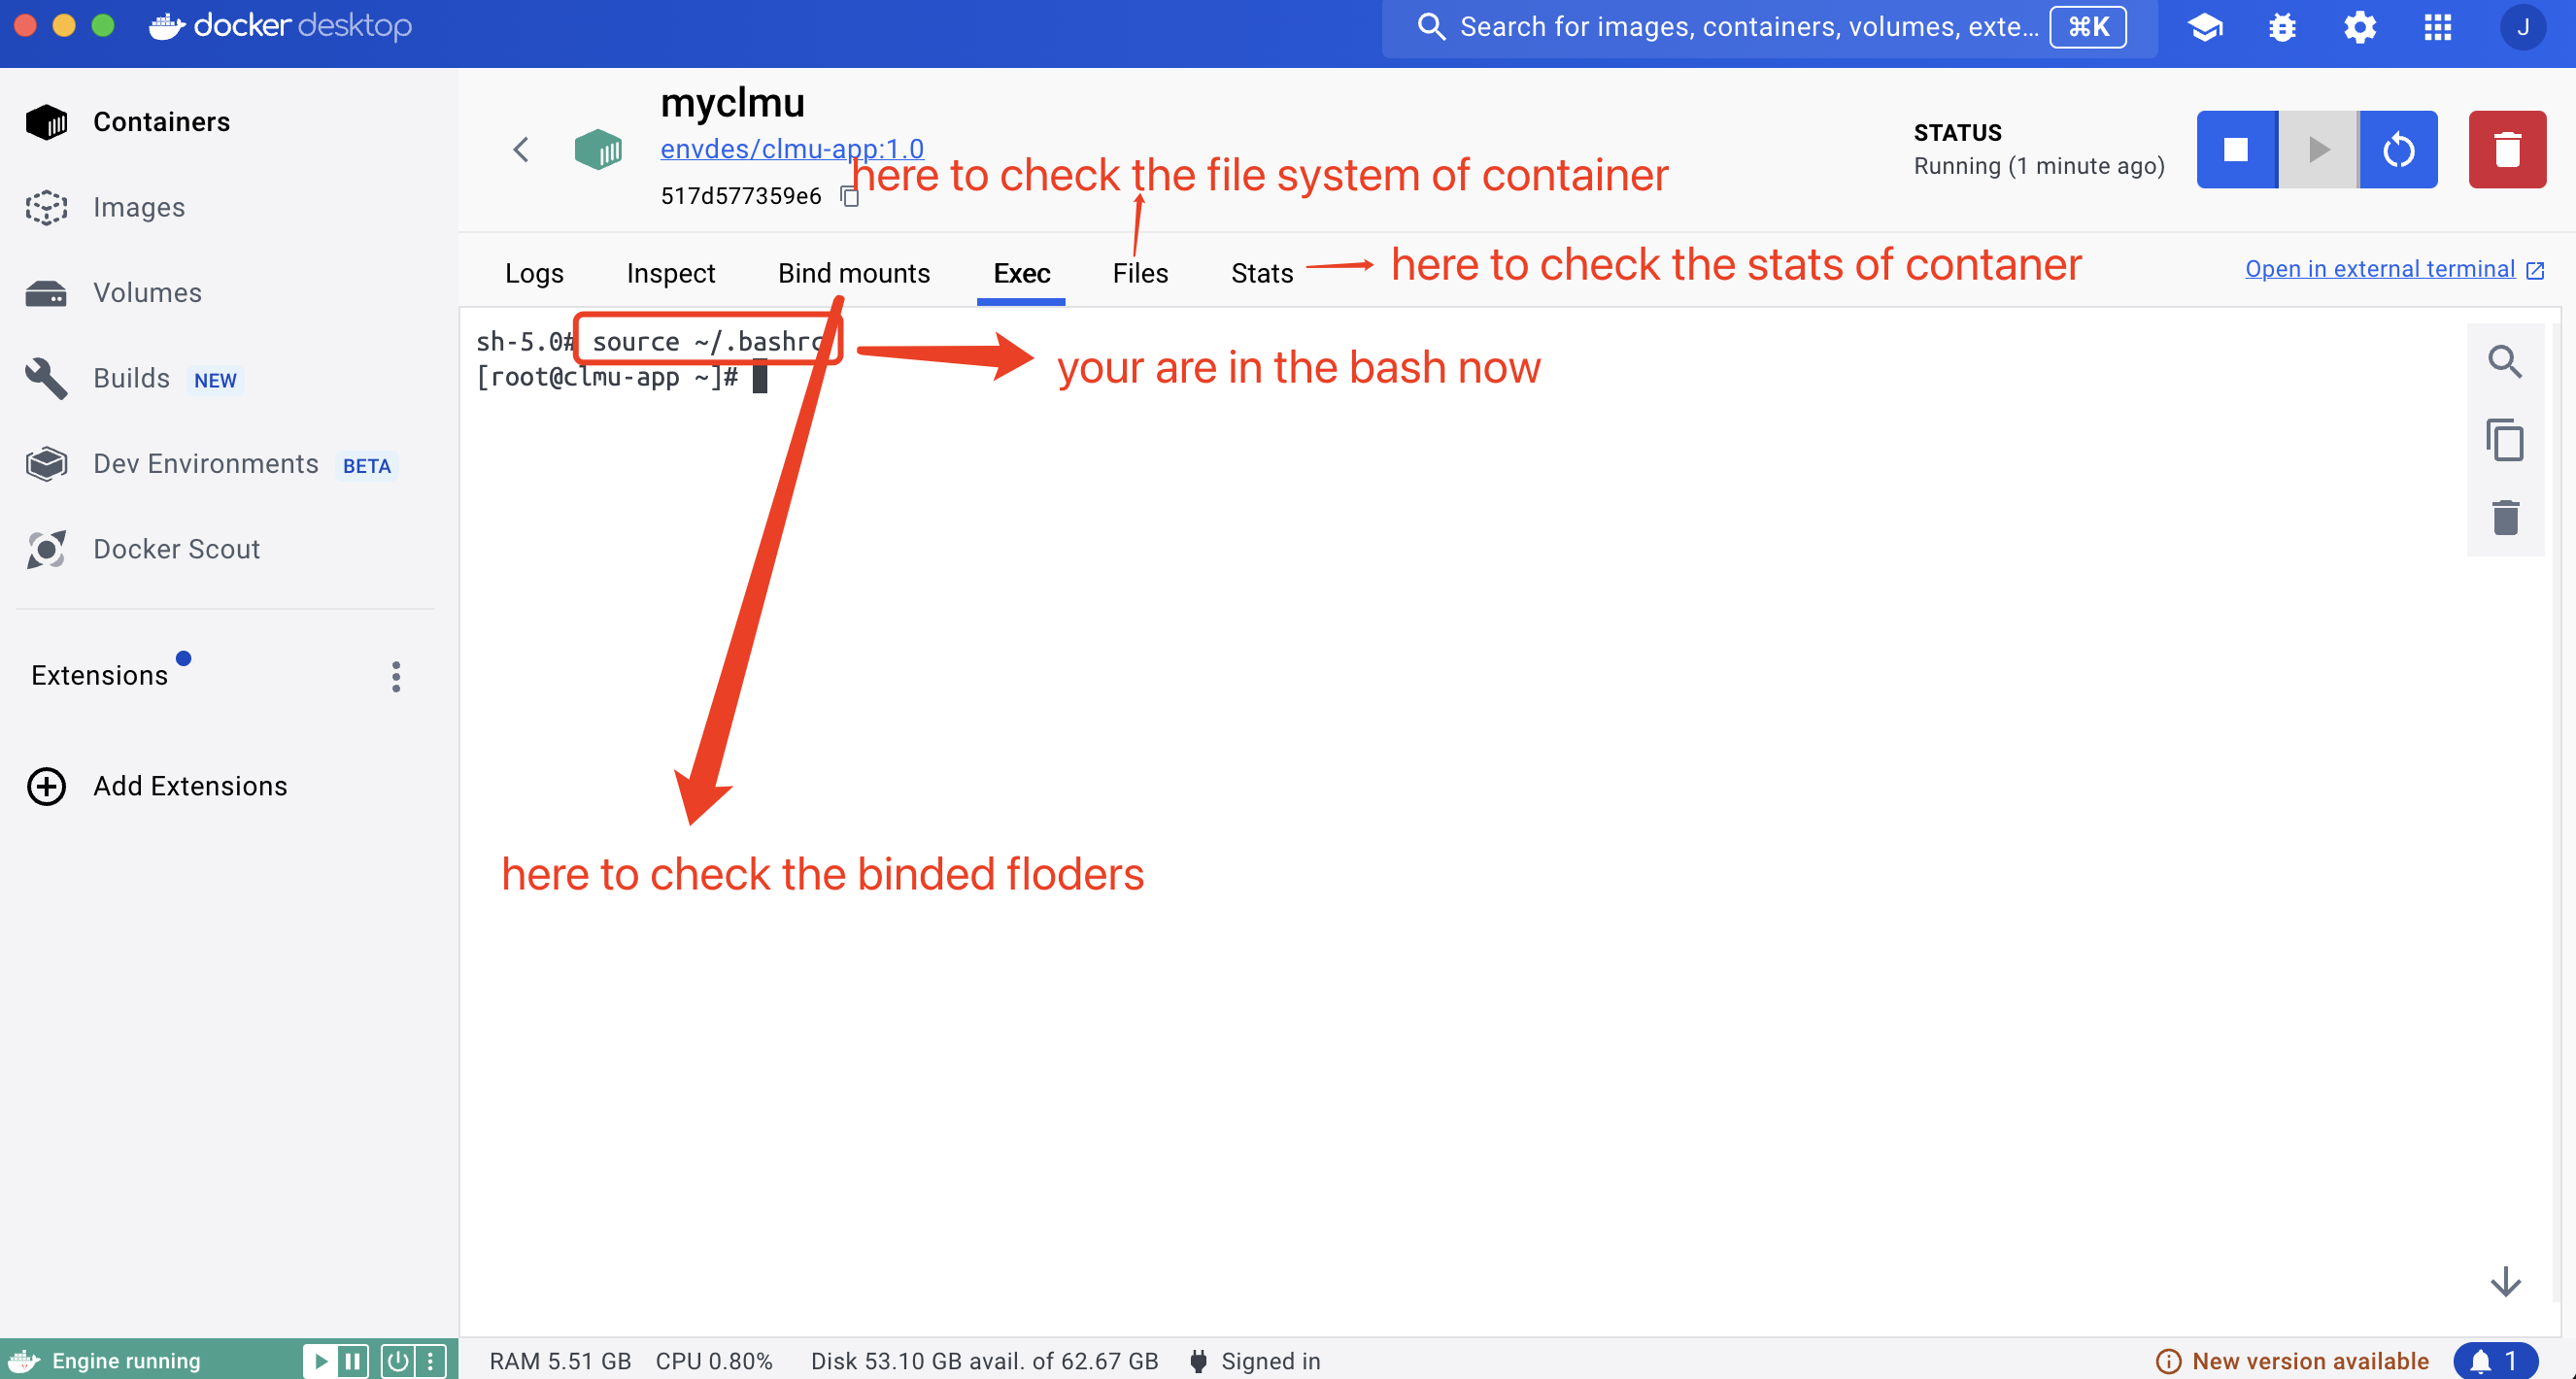 docker desktop
Search for images, containers, volumes, exte...
⌘K
J
Containers
Images
Volumes
Builds NEW
Dev Environments BETA
Docker Scout
Extensions
Add Extensions
myclmu
envdes/clmu-app:1.0
517d577359e6
here to check the file system of container
STATUS
Running (1 minute ago)
Logs Inspect Bind mounts Exec Files Stats
here to check the stats of contaner
Open in external terminal
sh-5.0# source ~/.bashrc
[root@clmu-app ~]#
your are in the bash now
here to check the binded floders
Engine running
RAM 5.51 GB CPU 0.80% Disk 53.10 GB avail. of 62.67 GB Signed in
New version available
1